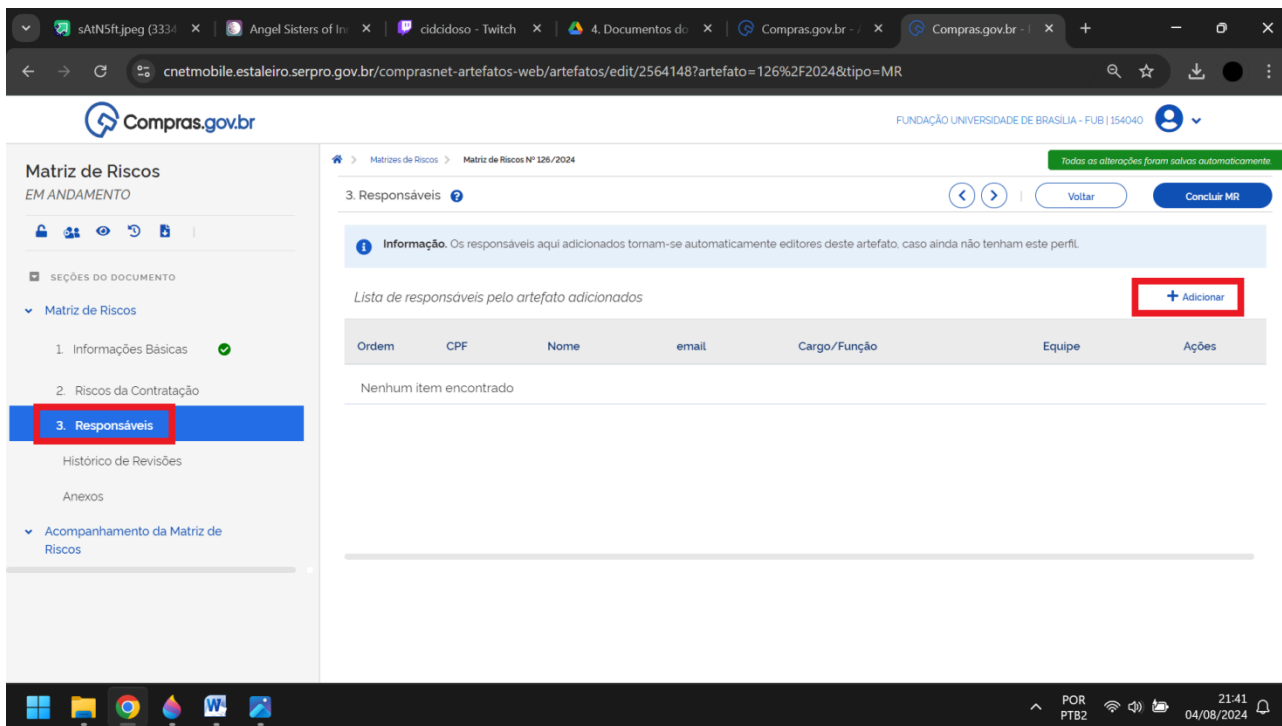 sAtN5ft.jpeg (3334
Angel Sisters of Inn
cidcidoso - Twitch
4. Documentos do
Compras.gov.br - /
Compras.gov.br - |
cnetmobile.estaleiro.serpro.gov.br/comprasnet-artefatos-web/artefatos/edit/2564148?artefato=126%2F2024&tipo=MR
Compras.gov.br
FUNDAÇÃO UNIVERSIDADE DE BRASÍLIA - FUB | 154040
Matriz de Riscos
EM ANDAMENTO
SEÇÕES DO DOCUMENTO
Matriz de Riscos
1. Informações Básicas
2. Riscos da Contratação
3. Responsáveis
Histórico de Revisões
Anexos
Acompanhamento da Matriz de
Riscos
> Matrizes de Riscos > Matriz de Riscos Nº 126/2024
Todas as alterações foram salvas automaticamente.
3. Responsáveis
Voltar
Concluir MR
Informação. Os responsáveis aqui adicionados tornam-se automaticamente editores deste artefato, caso ainda não tenham este perfil.
Lista de responsáveis pelo artefato adicionados
+ Adicionar
Ordem CPF Nome email Cargo/Função Equipe Ações
Nenhum item encontrado
POR
PTB2
21:41
04/08/2024